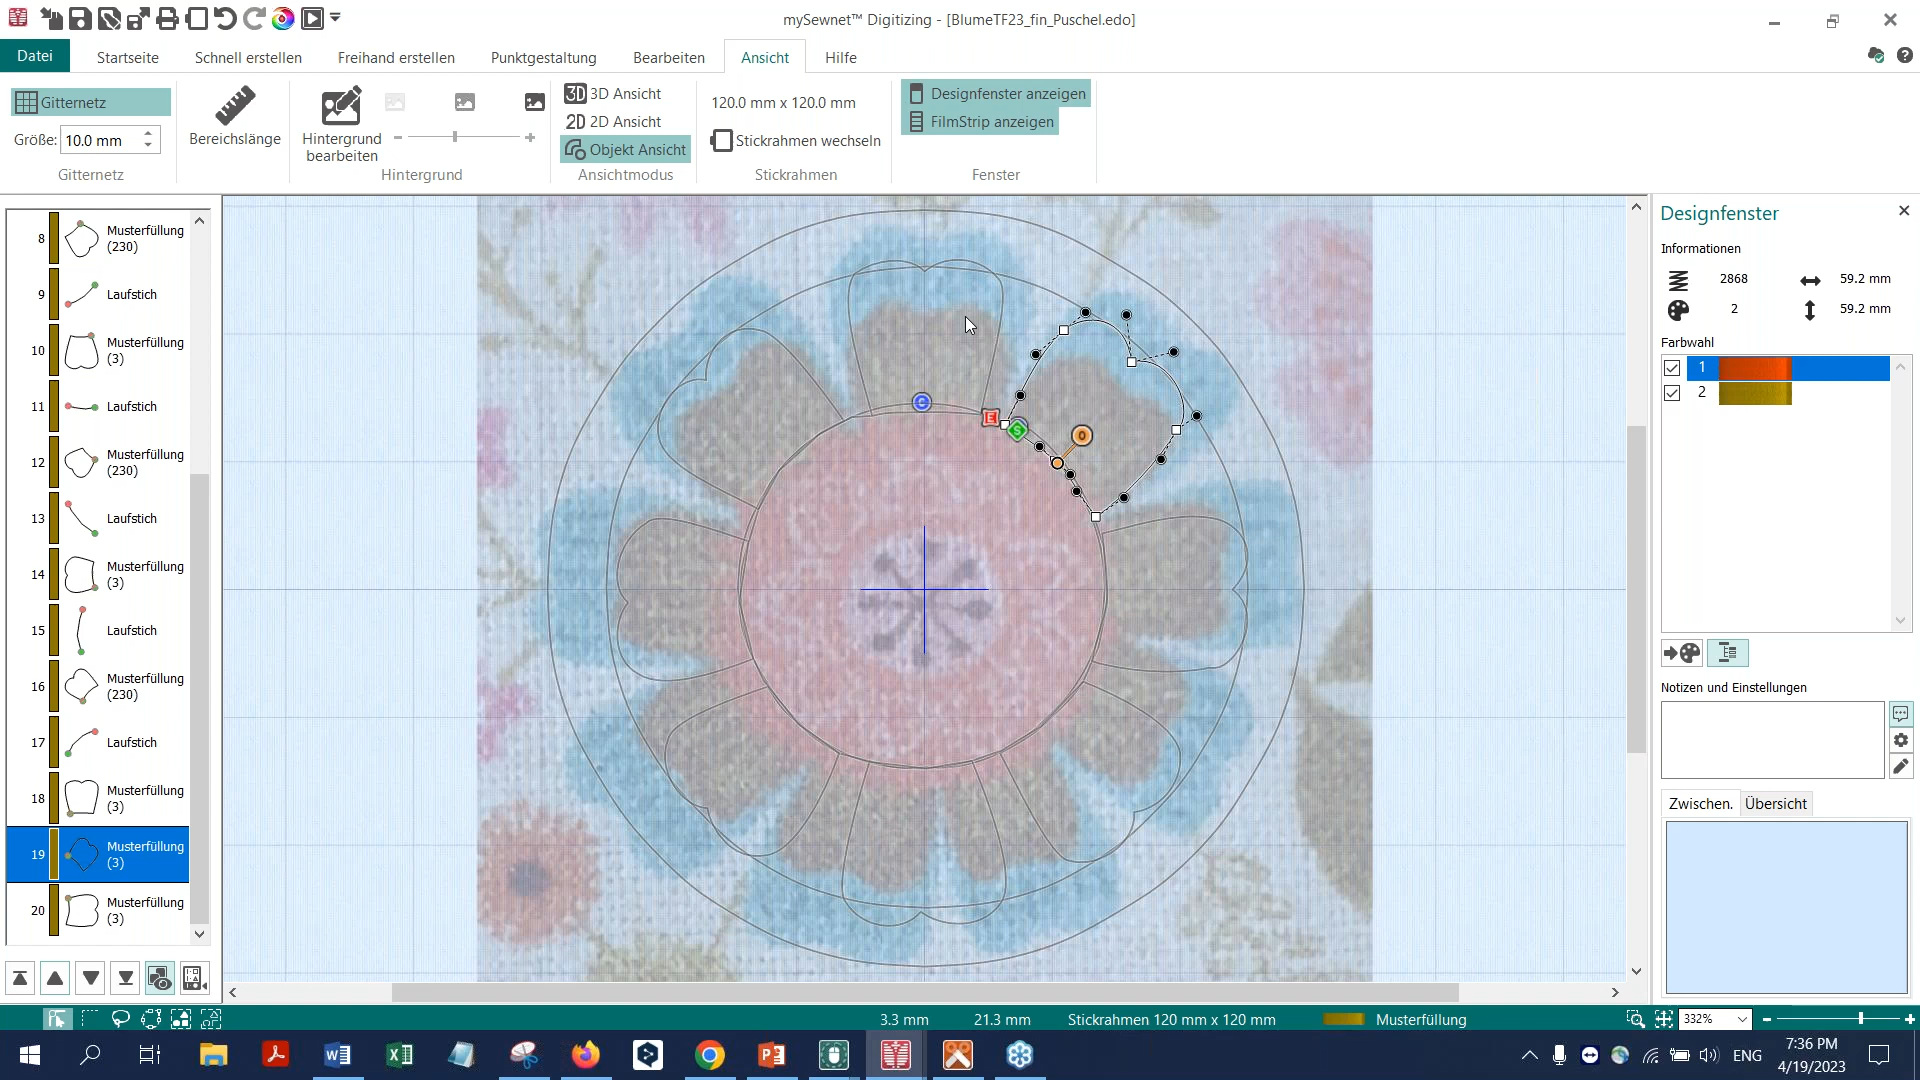 mySewnet™ Digitizing - [BlumeTF23_fin_Puschel.edo]
Datei
Startseite
Schnell erstellen
Freihand erstellen
Punktgestaltung
Bearbeiten
Ansicht
Hilfe
Gitternetz
Größe: 10.0 mm
Gitternetz
Bereichslänge
Hintergrund
bearbeiten
Hintergrund
3D 3D Ansicht
2D 2D Ansicht
Objekt Ansicht
Ansichtmodus
120.0 mm x 120.0 mm
Stickrahmen wechseln
Stickrahmen
Designfenster anzeigen
FilmStrip anzeigen
Fenster
8 Musterfüllung
(230)
9 Laufstich
10 Musterfüllung
(3)
11 Laufstich
12 Musterfüllung
(230)
13 Laufstich
14 Musterfüllung
(3)
15 Laufstich
16 Musterfüllung
(230)
17 Laufstich
18 Musterfüllung
(3)
19 Musterfüllung
(3)
20 Musterfüllung
(3)
C
E
S
O
Designfenster
Informationen
2868 59.2 mm
2 59.2 mm
Farbwahl
1
2
Notizen und Einstellungen
Zwischen. Übersicht
3.3 mm 21.3 mm Stickrahmen 120 mm x 120 mm Musterfüllung 332%
ENG
7:36 PM
4/19/2023